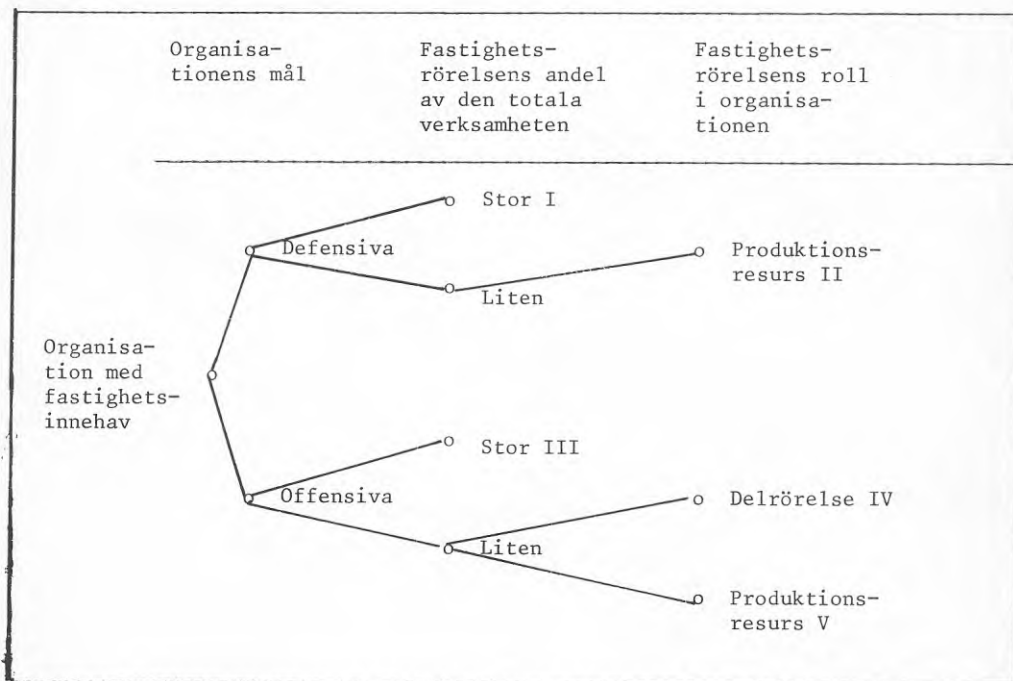 Organisa-
tionens mål
Fastighets-
rörelsens andel
av den totala
verksamheten
Fastighets-
rörelsens roll
i organisa-
tionen
Stor I
Defensiva
Produktions-
resurs II
Liten
Organisa-
tion med
fastighets-
innehav
Stor III
Offensiva
Delrörelse IV
Liten
Produktions-
resurs V